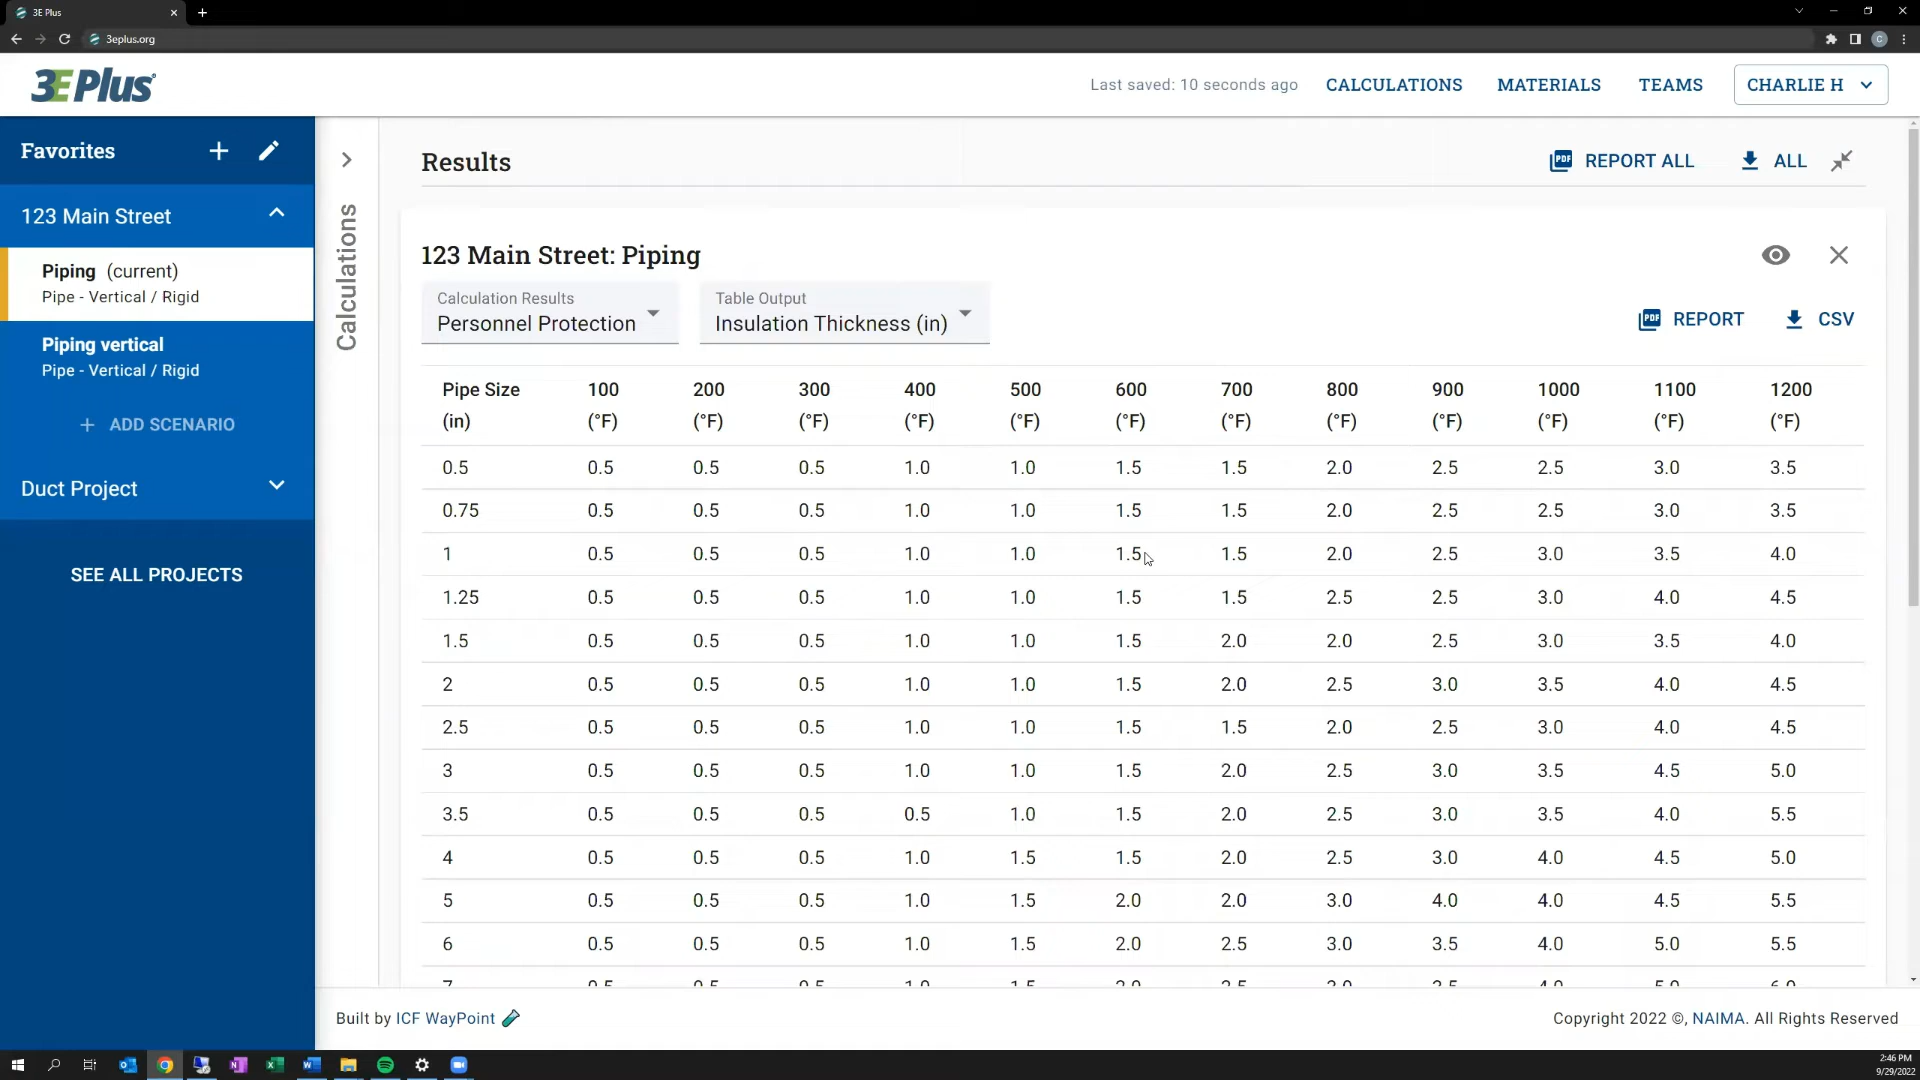 3E Plus
3eplus.org
3E Plus
Last saved: 10 seconds ago CALCULATIONS MATERIALS TEAMS CHARLIE H
Favorites
123 Main Street
Piping (current)
Pipe - Vertical / Rigid
Piping vertical
Pipe - Vertical / Rigid
+ ADD SCENARIO
Duct Project
SEE ALL PROJECTS
Calculations
Results
PDF REPORT ALL ALL
123 Main Street: Piping
Calculation Results
Personnel Protection
Table Output
Insulation Thickness (in)
PDF REPORT CSV
Pipe Size 100 200 300 400 500 600 700 800 900 1000 1100 1200
(in) (°F) (°F) (°F) (°F) (°F) (°F) (°F) (°F) (°F) (°F) (°F) (°F)
0.5 0.5 0.5 0.5 1.0 1.0 1.5 1.5 2.0 2.5 2.5 3.0 3.5
0.75 0.5 0.5 0.5 1.0 1.0 1.5 1.5 2.0 2.5 2.5 3.0 3.5
1 0.5 0.5 0.5 1.0 1.0 1.5 1.5 2.0 2.5 3.0 3.5 4.0
1.25 0.5 0.5 0.5 1.0 1.0 1.5 1.5 2.5 2.5 3.0 4.0 4.5
1.5 0.5 0.5 0.5 1.0 1.0 1.5 2.0 2.0 2.5 3.0 3.5 4.0
2 0.5 0.5 0.5 1.0 1.0 1.5 2.0 2.5 3.0 3.5 4.0 4.5
2.5 0.5 0.5 0.5 1.0 1.0 1.5 1.5 2.0 2.5 3.0 4.0 4.5
3 0.5 0.5 0.5 1.0 1.0 1.5 2.0 2.5 3.0 3.5 4.5 5.0
3.5 0.5 0.5 0.5 0.5 1.0 1.5 2.0 2.5 3.0 3.5 4.0 5.5
4 0.5 0.5 0.5 1.0 1.5 1.5 2.0 2.5 3.0 4.0 4.5 5.0
5 0.5 0.5 0.5 1.0 1.5 2.0 2.0 3.0 4.0 4.0 4.5 5.5
6 0.5 0.5 0.5 1.0 1.5 2.0 2.5 3.0 3.5 4.0 5.0 5.5
Built by ICF WayPoint
Copyright 2022 ©, NAIMA. All Rights Reserved
2:46 PM
9/29/2022